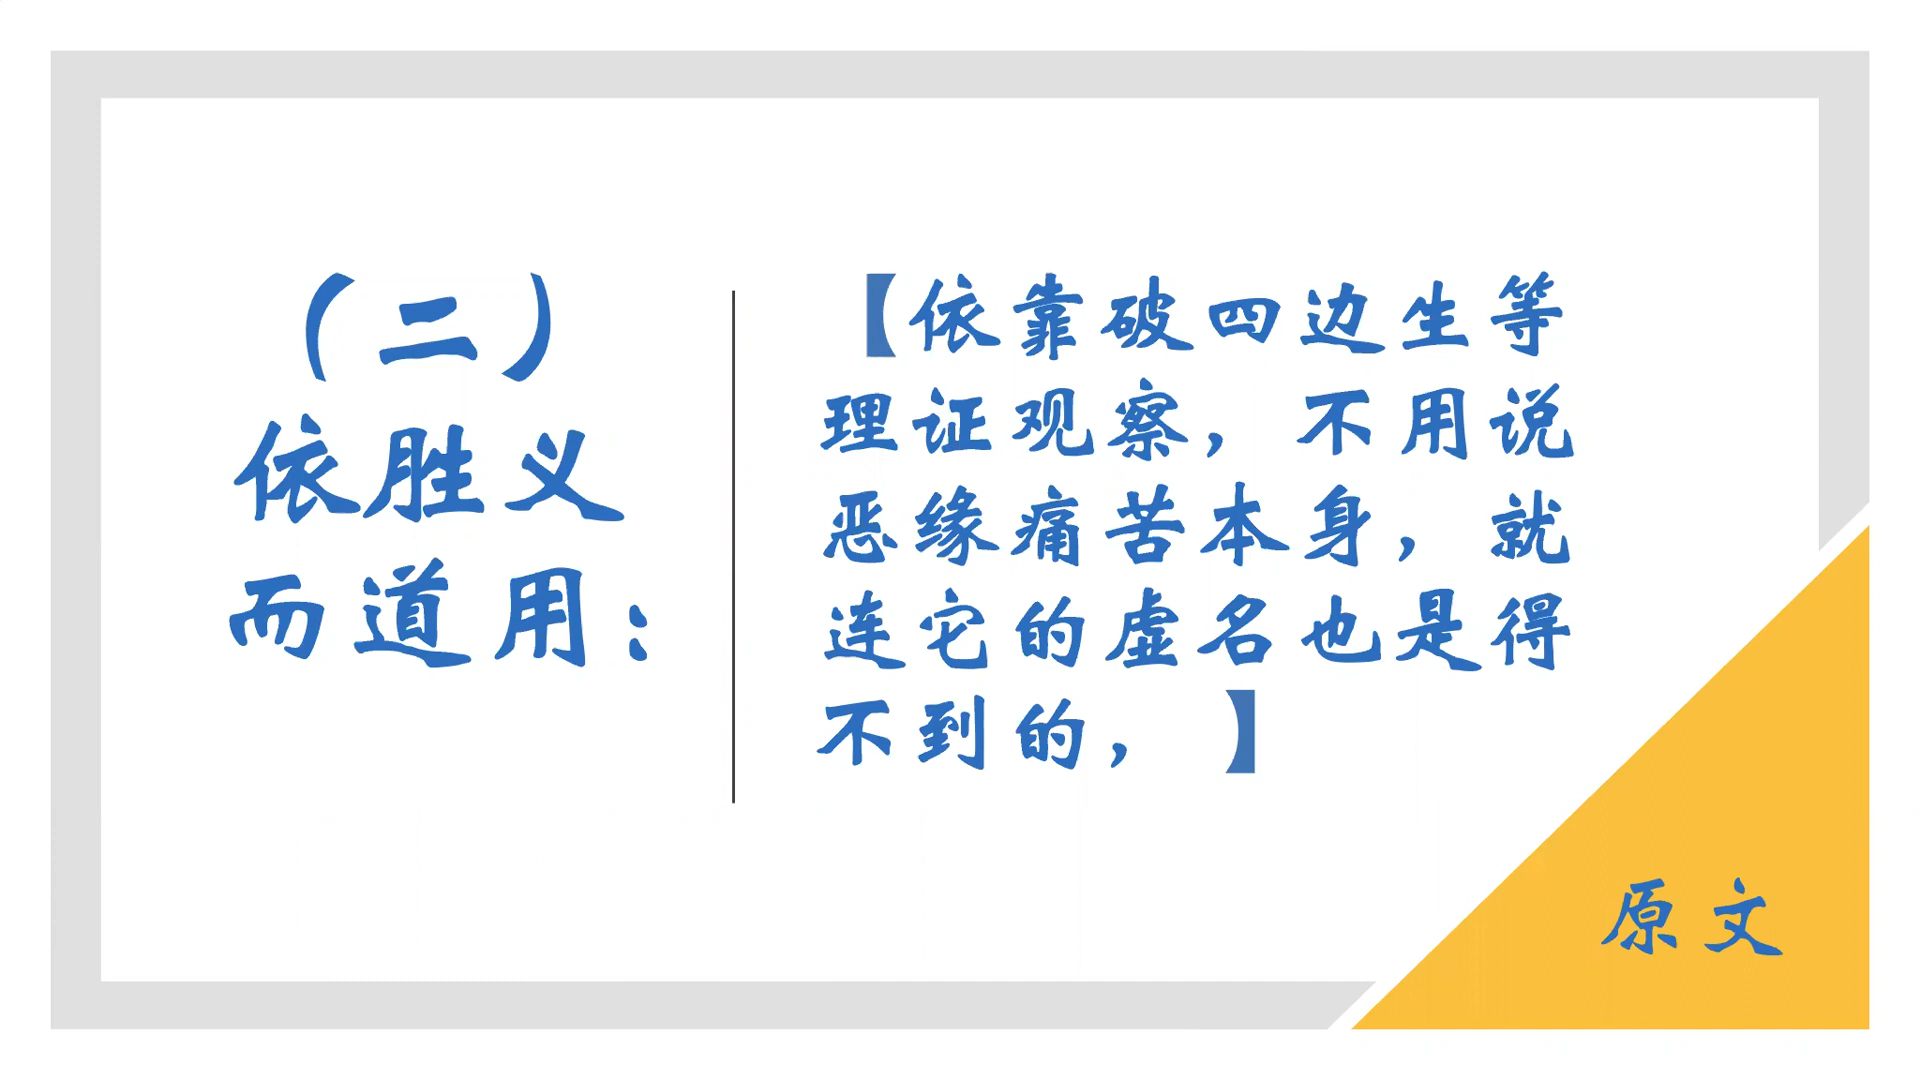 （二）
依胜义
而道用：
【依靠破四边生等
理证观察，不用说
恶缘痛苦本身，就
连它的虚名也是得
不到的，】
原文